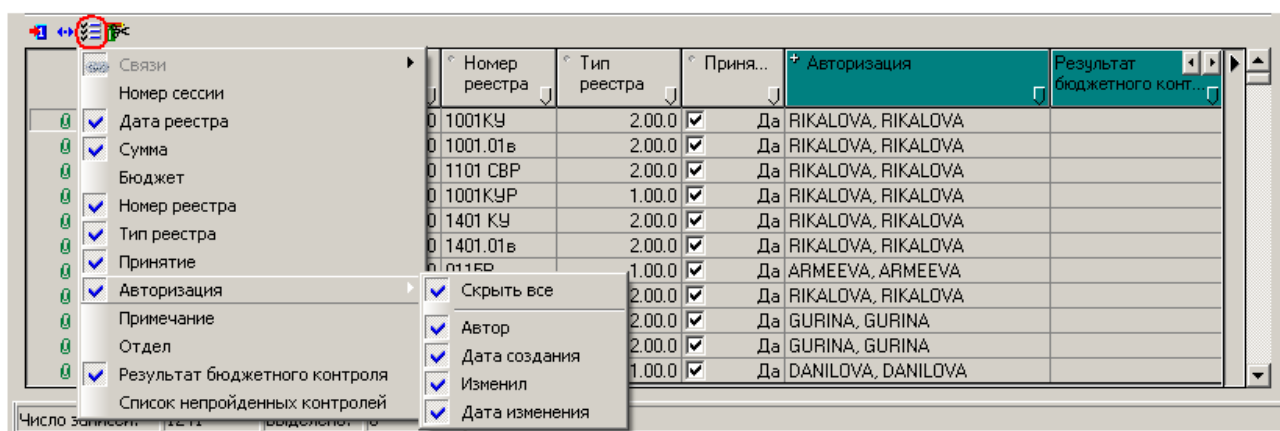 Связи
Номер сессии
Дата реестра
Сумма
Бюджет
Номер реестра
Тип реестра
Принятие
Авторизация
Примечание
Отдел
Результат бюджетного контроля
Список непройденных контролей
Скрыть все
Автор
Дата создания
Изменил
Дата изменения
Номер реестра Тип реестра Приня... Авторизация Результат бюджетного конт...
0 1001КУ 2.00.0 Да RIKALOVA, RIKALOVA
0 1001.01в 2.00.0 Да RIKALOVA, RIKALOVA
0 1101 СВР 2.00.0 Да RIKALOVA, RIKALOVA
0 1001КУР 1.00.0 Да RIKALOVA, RIKALOVA
0 1401 КУ 2.00.0 Да RIKALOVA, RIKALOVA
0 1401.01в 2.00.0 Да RIKALOVA, RIKALOVA
1.00.0 Да ARMEEVA, ARMEEVA
2.00.0 Да RIKALOVA, RIKALOVA
2.00.0 Да GURINA, GURINA
2.00.0 Да GURINA, GURINA
1.00.0 Да DANILOVA, DANILOVA
Число